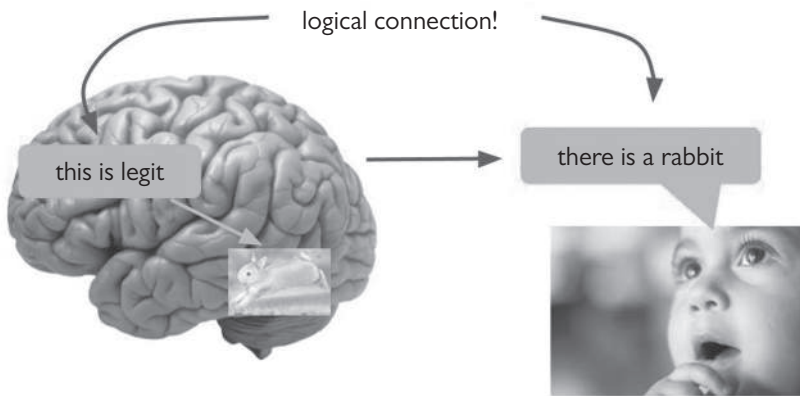 logical connection!
this is legit
there is a rabbit